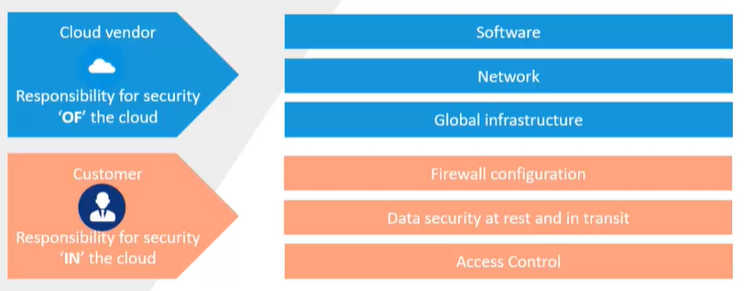 Cloud vendor
Responsibility for security
'OF' the cloud
Software
Network
Global infrastructure
Customer
Responsibility for security
'IN' the cloud
Firewall configuration
Data security at rest and in transit
Access Control